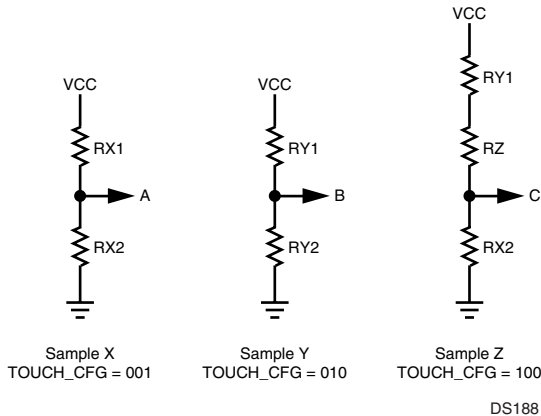 VCC
RX1
A
RX2
Sample X
TOUCH_CFG = 001
VCC
RY1
B
RY2
Sample Y
TOUCH_CFG = 010
VCC
RY1
RZ
C
RX2
Sample Z
TOUCH_CFG = 100
DS188